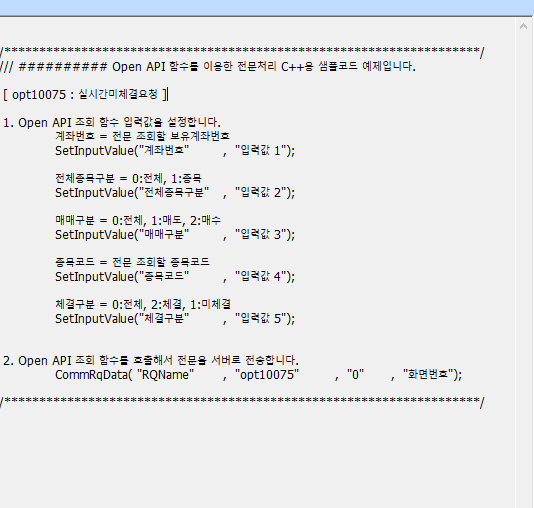 /********************************************************************/
/// ########## Open API 함수를 이용한 전문처리 C++용 샘플코드 예제입니다.
[ opt10075 : 실시간미체결요청 ]
1. Open API 조회 함수 입력값을 설정합니다.
계좌번호 = 전문 조회할 보유계좌번호
SetInputValue("계좌번호" , "입력값 1");
전체종목구분 = 0:전체, 1:종목
SetInputValue("전체종목구분" , "입력값 2");
매매구분 = 0:전체, 1:매도, 2:매수
SetInputValue("매매구분" , "입력값 3");
종목코드 = 전문 조회할 종목코드
SetInputValue("종목코드" , "입력값 4");
체결구분 = 0:전체, 2:체결, 1:미체결
SetInputValue("체결구분" , "입력값 5");
2. Open API 조회 함수를 호출해서 전문을 서버로 전송합니다.
CommRqData( "RQName" , "opt10075" , "0" , "화면번호");
/********************************************************************/